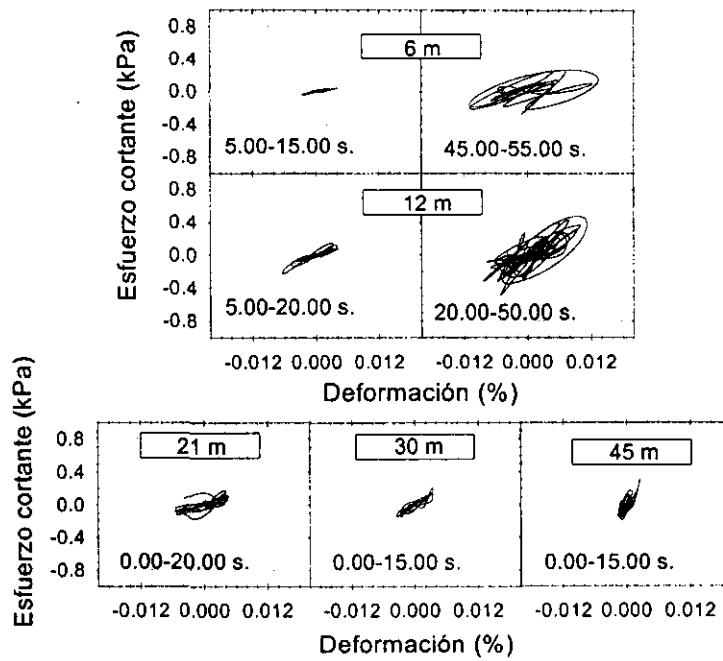 Esfuerzo cortante (kPa)
0.8
0.4
0.0
-0.4
-0.8
6 m
5.00-15.00 s.
45.00-55.00 s.
0.8
0.4
0.0
-0.4
-0.8
12 m
5.00-20.00 s.
20.00-50.00 s.
-0.012 0.000 0.012 -0.012 0.000 0.012
Deformación (%)
Esfuerzo cortante (kPa)
0.8
0.4
0.0
-0.4
-0.8
21 m
30 m
45 m
0.00-20.00 s.
0.00-15.00 s.
0.00-15.00 s.
-0.012 0.000 0.012 -0.012 0.000 0.012 -0.012 0.000 0.012
Deformación (%)